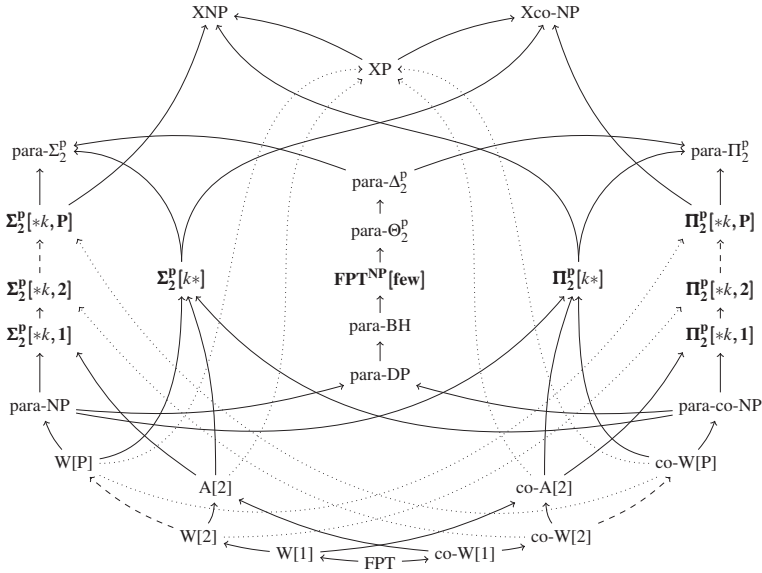 XNP Xco-NP
XP
para-Σ₂ᵖ para-Π₂ᵖ
para-Δ₂ᵖ
Σ₂ᵖ[∗k, P] para-Θ₂ᵖ Π₂ᵖ[∗k, P]
Σ₂ᵖ[k∗] FPTᴺᴾ[few] Π₂ᵖ[k∗]
Σ₂ᵖ[∗k, 2] Π₂ᵖ[∗k, 2]
Σ₂ᵖ[∗k, 1] para-BH Π₂ᵖ[∗k, 1]
para-DP
para-NP para-co-NP
W[P] co-W[P]
A[2] co-A[2]
W[2] co-W[2]
W[1] co-W[1]
FPT